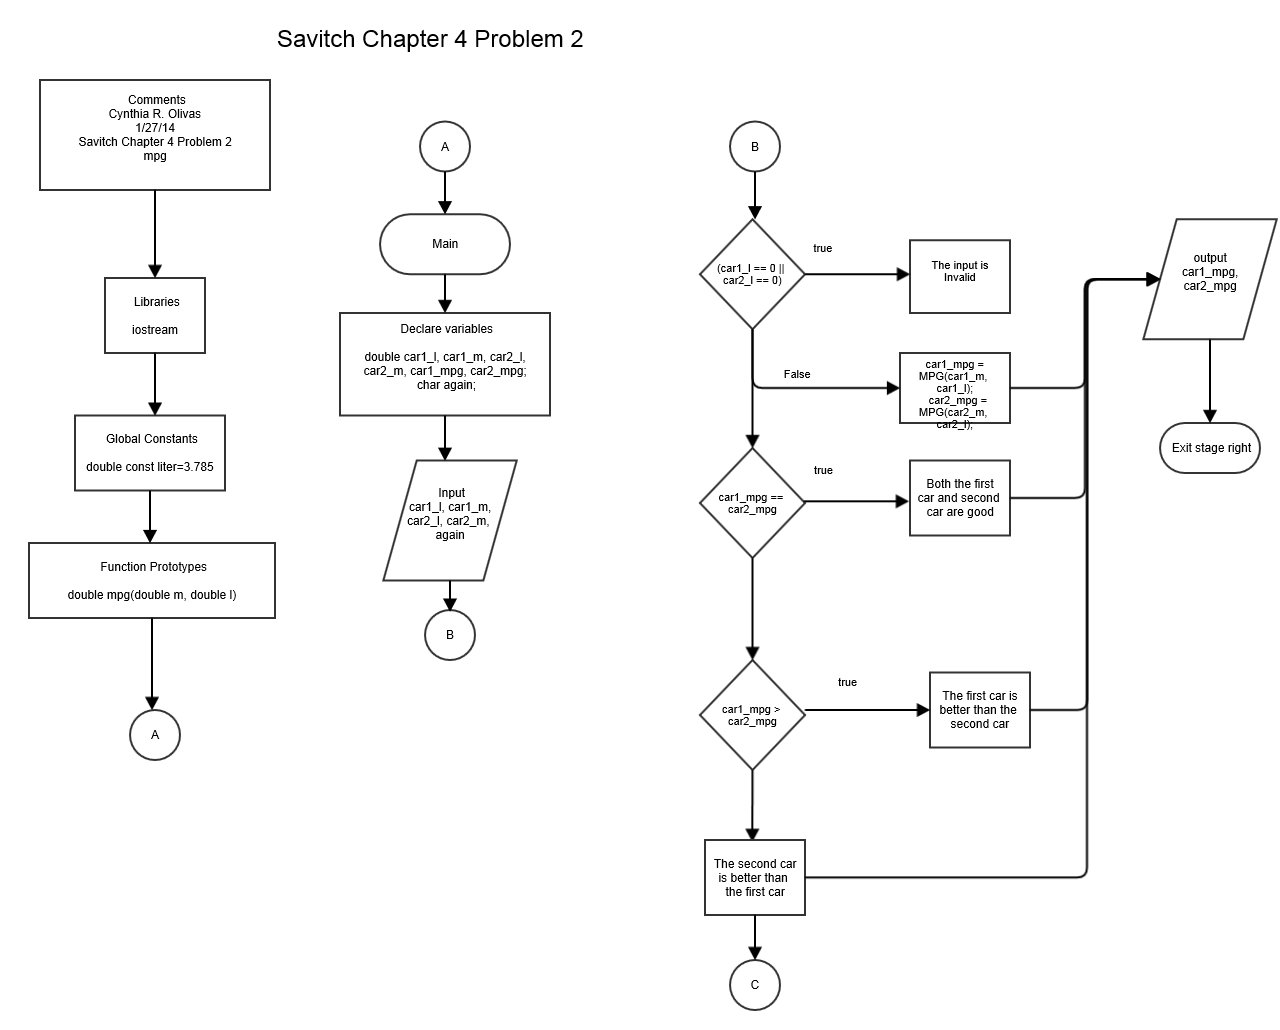 Savitch Chapter 4 Problem 2
Comments
Cynthia R. Olivas
1/27/14
Savitch Chapter 4 Problem 2
mpg
Libraries
iostream
Global Constants
double const liter=3.785
Function Prototypes
double mpg(double m, double l)
A
A
Main
Declare variables
double car1_l, car1_m, car2_l,
car2_m, car1_mpg, car2_mpg;
char again;
Input
car1_l, car1_m,
car2_l, car2_m,
again
B
B
(car1_l == 0 ||
car2_l == 0)
true
The input is
Invalid
False
car1_mpg =
MPG(car1_m,
car1_l);
car2_mpg =
MPG(car2_m,
car2_l);
car1_mpg ==
car2_mpg
true
Both the first
car and second
car are good
car1_mpg >
car2_mpg
true
The first car is
better than the
second car
The second car
is better than
the first car
C
output
car1_mpg,
car2_mpg
Exit stage right